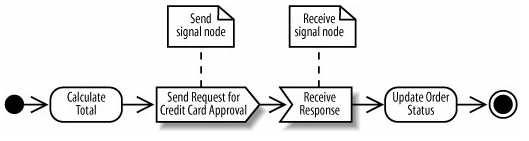 Send
signal node
Receive
signal node
Calculate
Total
Send Request for
Credit Card Approval
Receive
Response
Update Order
Status